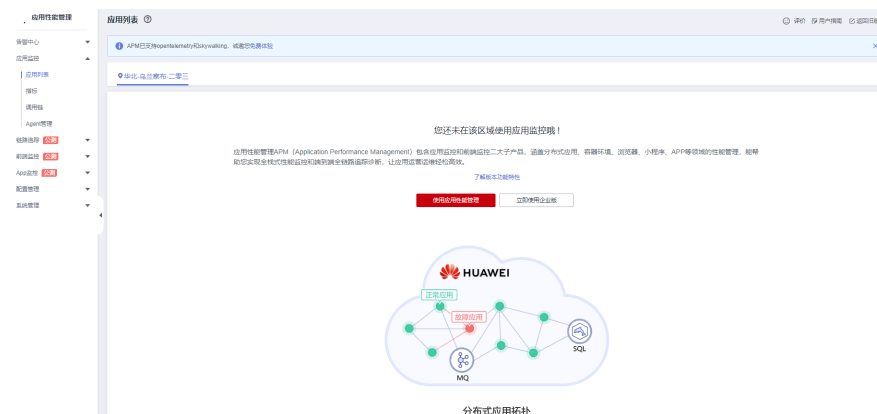 应用性能管理
应用列表
评价 用户指南 返回旧版
告警中心
应用监控
应用列表
指标
调用链
Agent管理
链路追踪 公测
前端监控 公测
App监控 公测
配置管理
系统管理
APM已支持opentelemetry和skywalking，诚邀您免费体验
华北-乌兰察布-二零三
您还未在该区域使用应用监控哦！
应用性能管理APM（Application Performance Management）包含应用监控和前端监控二大子产品，涵盖分布式应用、容器环境、浏览器、小程序、APP等领域的性能管理，能帮
助您实现全栈式性能监控和端到端全链路追踪诊断，让应用运营运维轻松高效。
了解版本功能特性
使用应用性能管理
立即使用企业版
HUAWEI
正常应用
故障应用
SQL
MQ
分布式应用拓扑